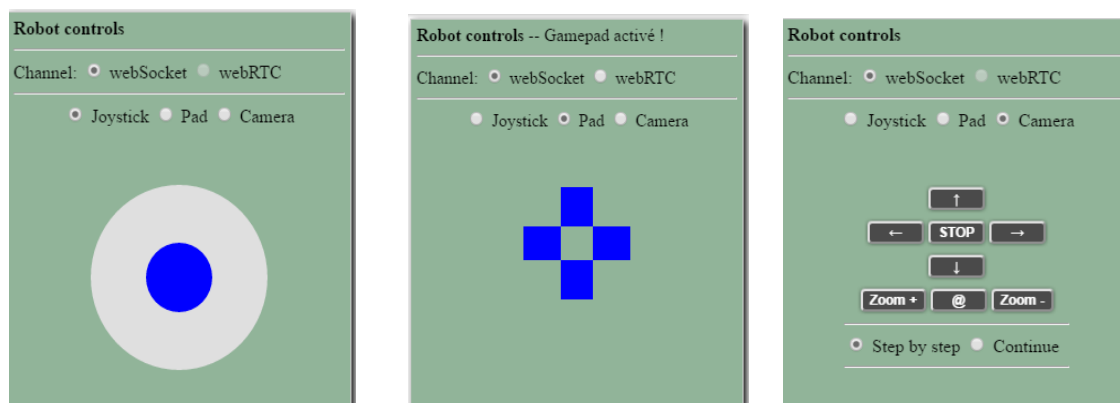 Robot controls
Channel: webSocket webRTC
Joystick Pad Camera
Robot controls -- Gamepad activé !
Channel: webSocket webRTC
Joystick Pad Camera
Robot controls
Channel: webSocket webRTC
Joystick Pad Camera
↑
← STOP →
↓
Zoom + @ Zoom -
Step by step Continue